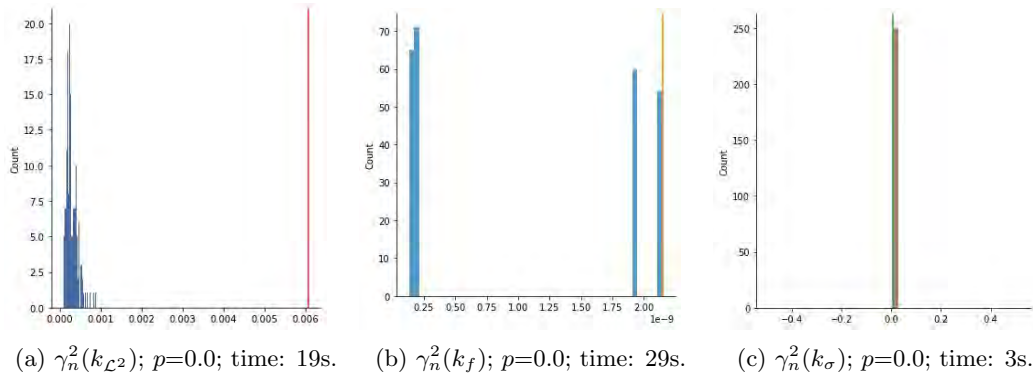 20.0
17.5
15.0
12.5
10.0
7.5
5.0
2.5
0.0
Count
0.000 0.001 0.002 0.003 0.004 0.005 0.006
70
60
50
40
30
20
10
0
Count
0.25 0.50 0.75 1.00 1.25 1.50 1.75 2.00
1e−9
250
200
150
100
50
0
Count
−0.4 −0.2 0.0 0.2 0.4
(a) γ²ₙ(k_{𝓛²}); p=0.0; time: 19s.
(b) γ²ₙ(k_f); p=0.0; time: 29s.
(c) γ²ₙ(k_σ); p=0.0; time: 3s.